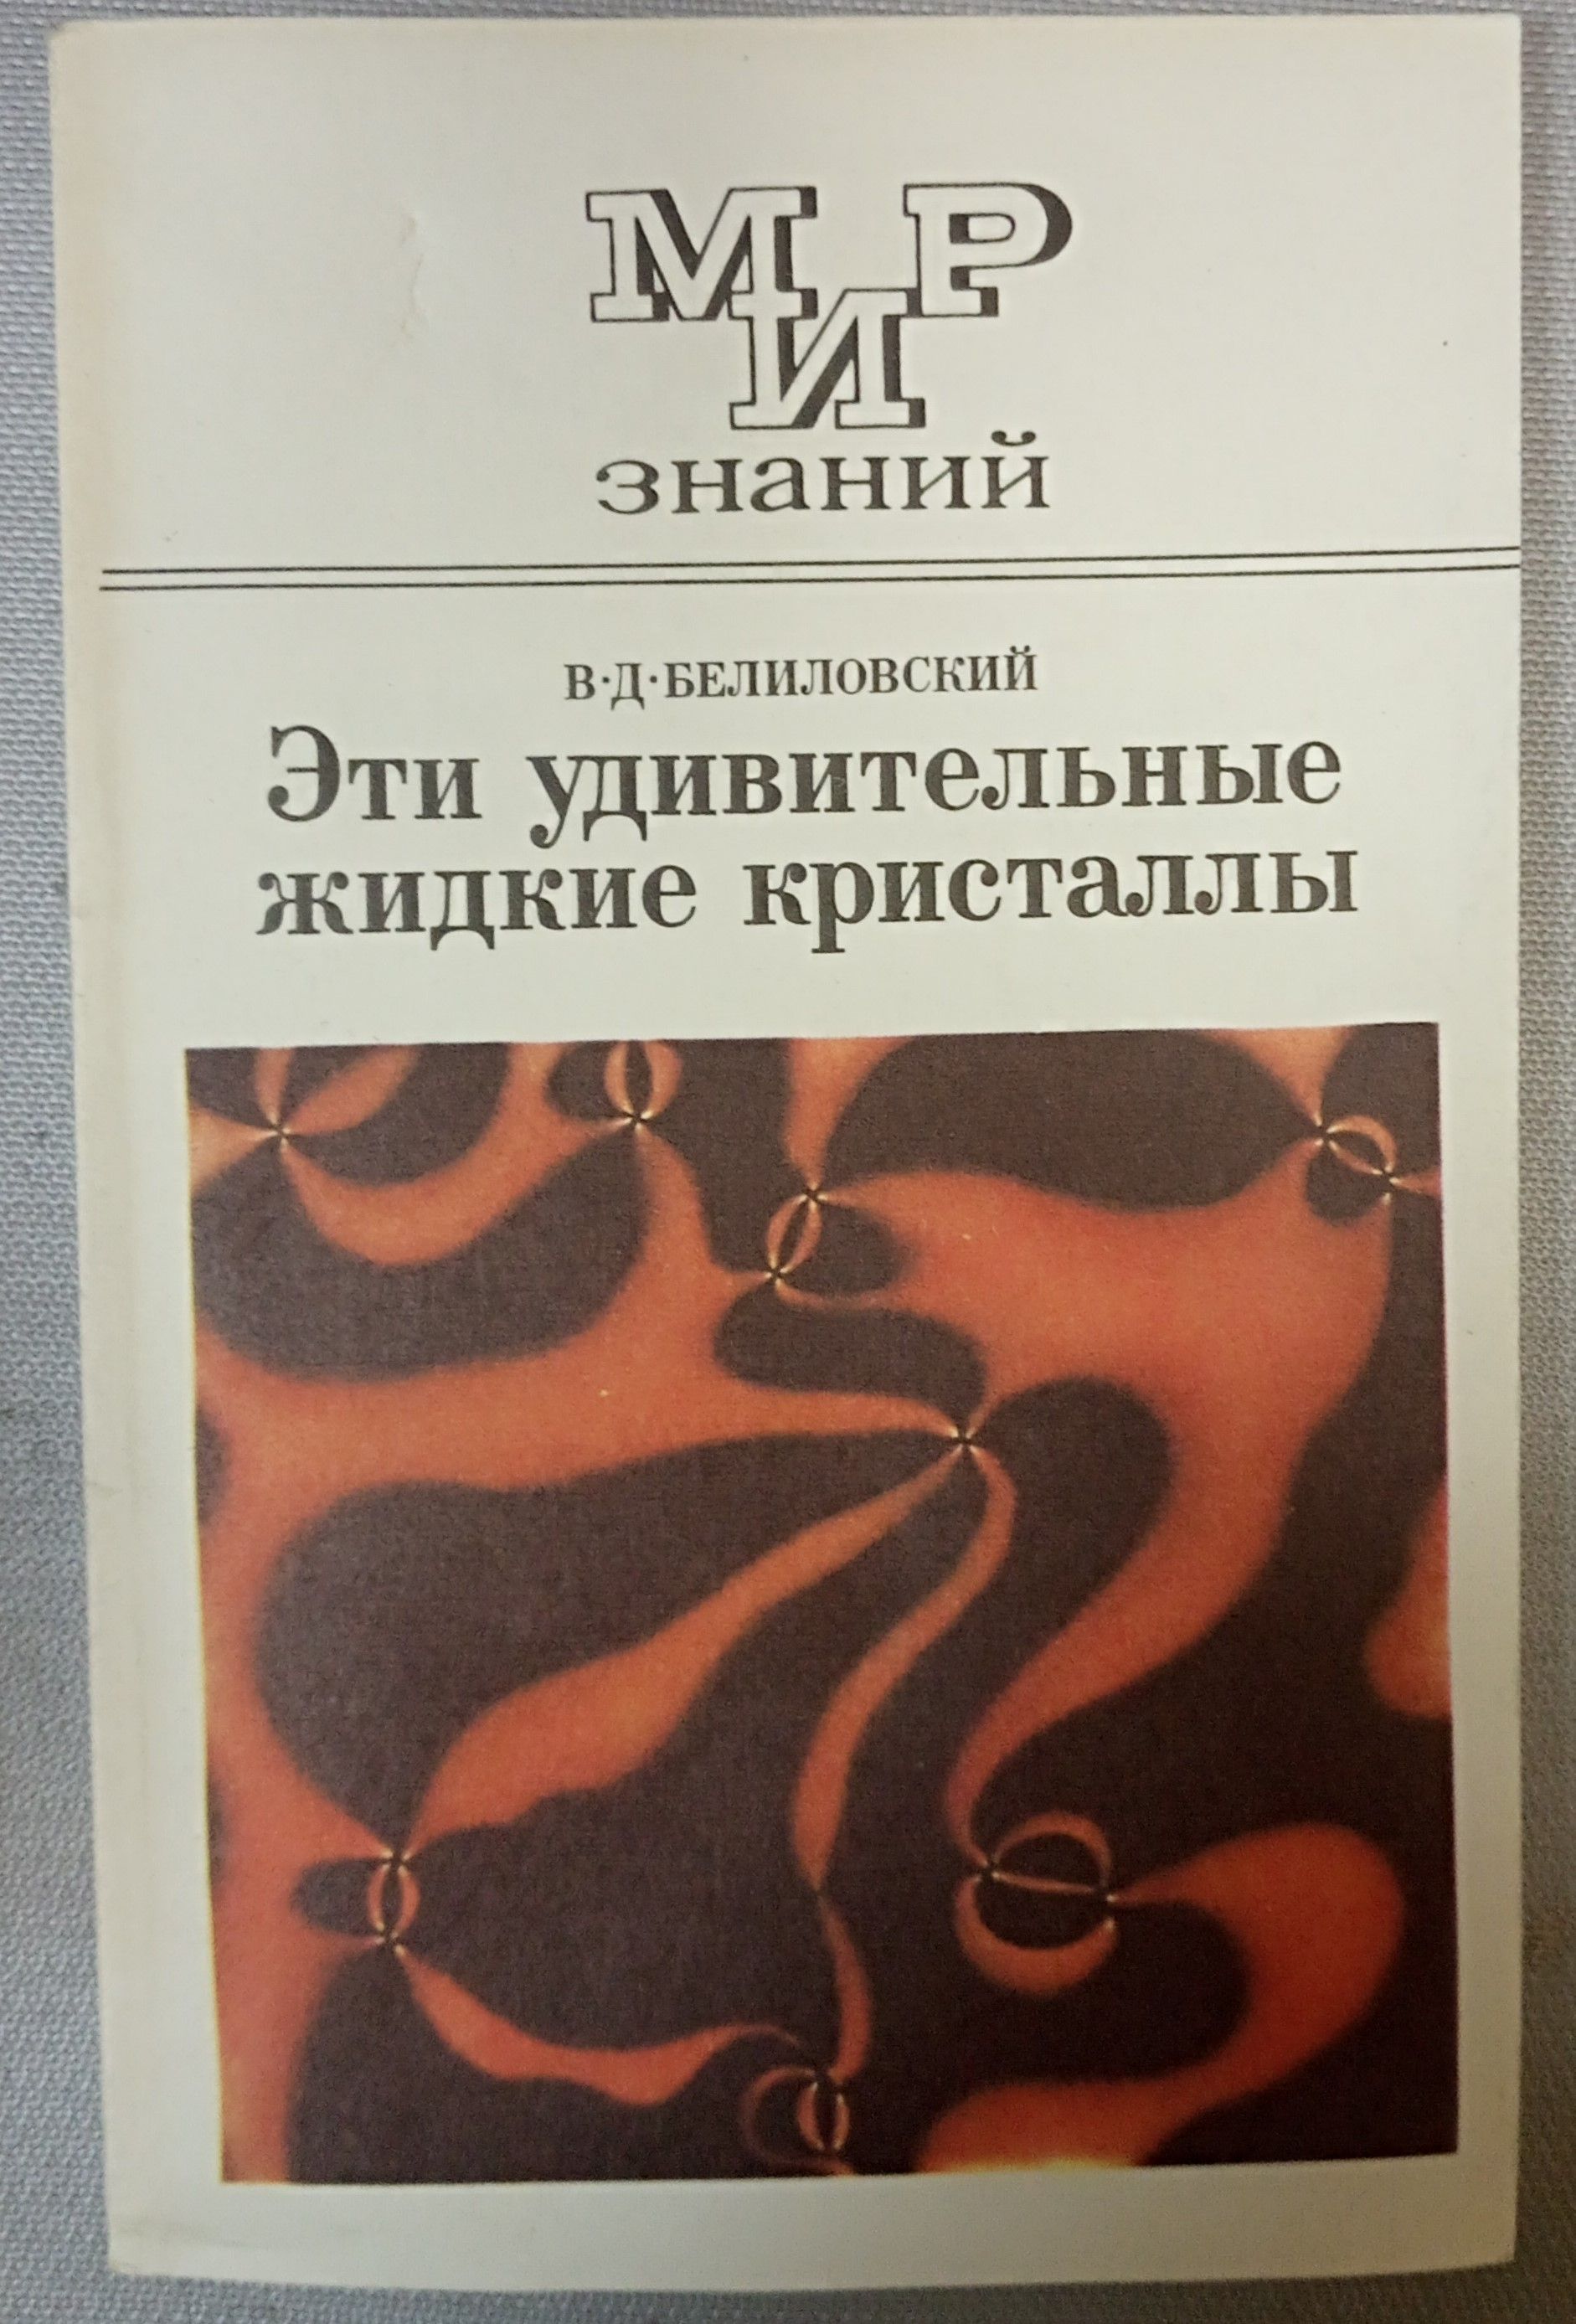 МИР
знаний
В·Д·БЕЛИЛОВСКИЙ
Эти удивительные
жидкие кристаллы